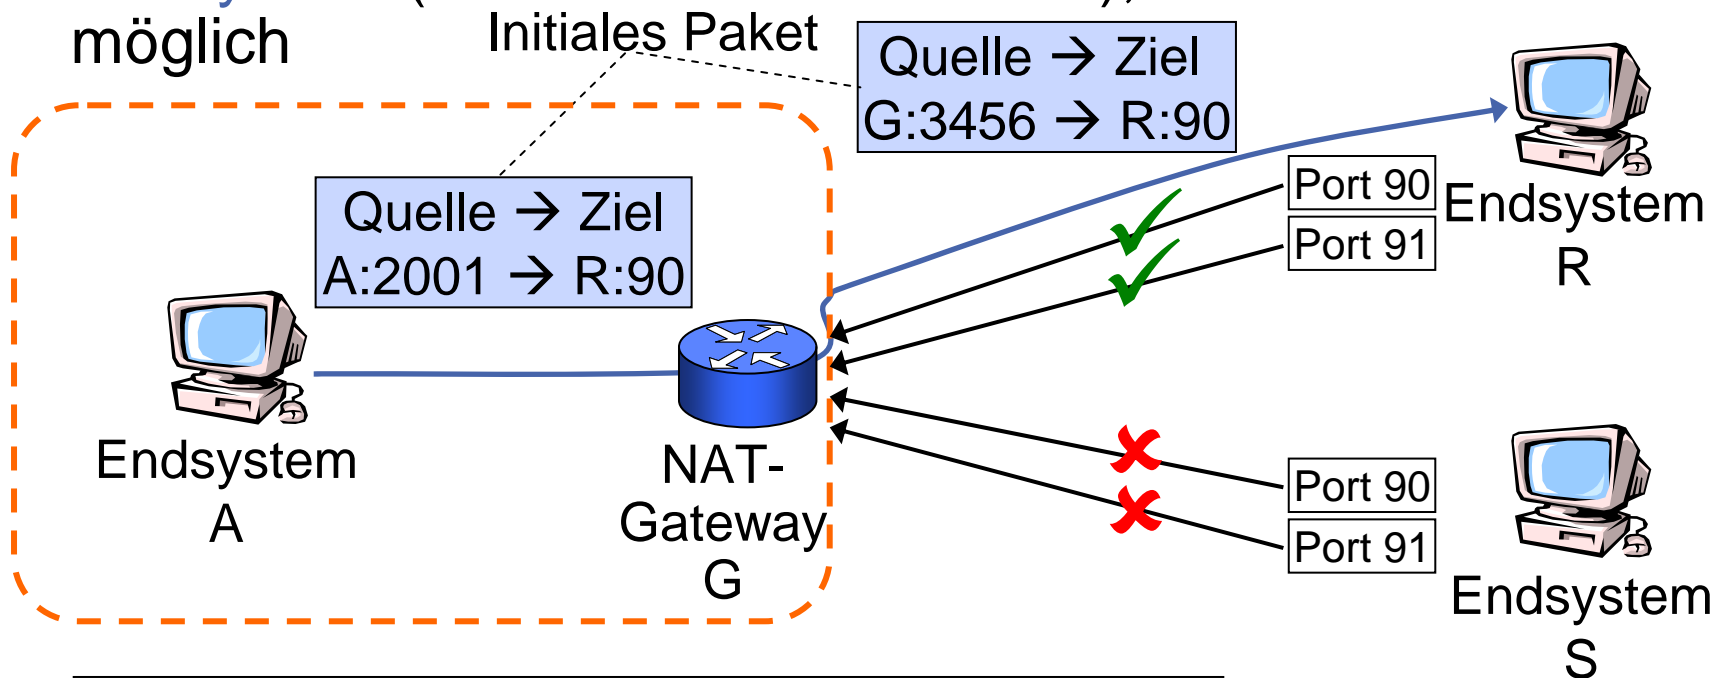 möglich
Initiales Paket
Quelle → Ziel
G:3456 → R:90
Quelle → Ziel
A:2001 → R:90
Port 90
Port 91
Endsystem
R
Endsystem
A
NAT-
Gateway
G
Port 90
Port 91
Endsystem
S